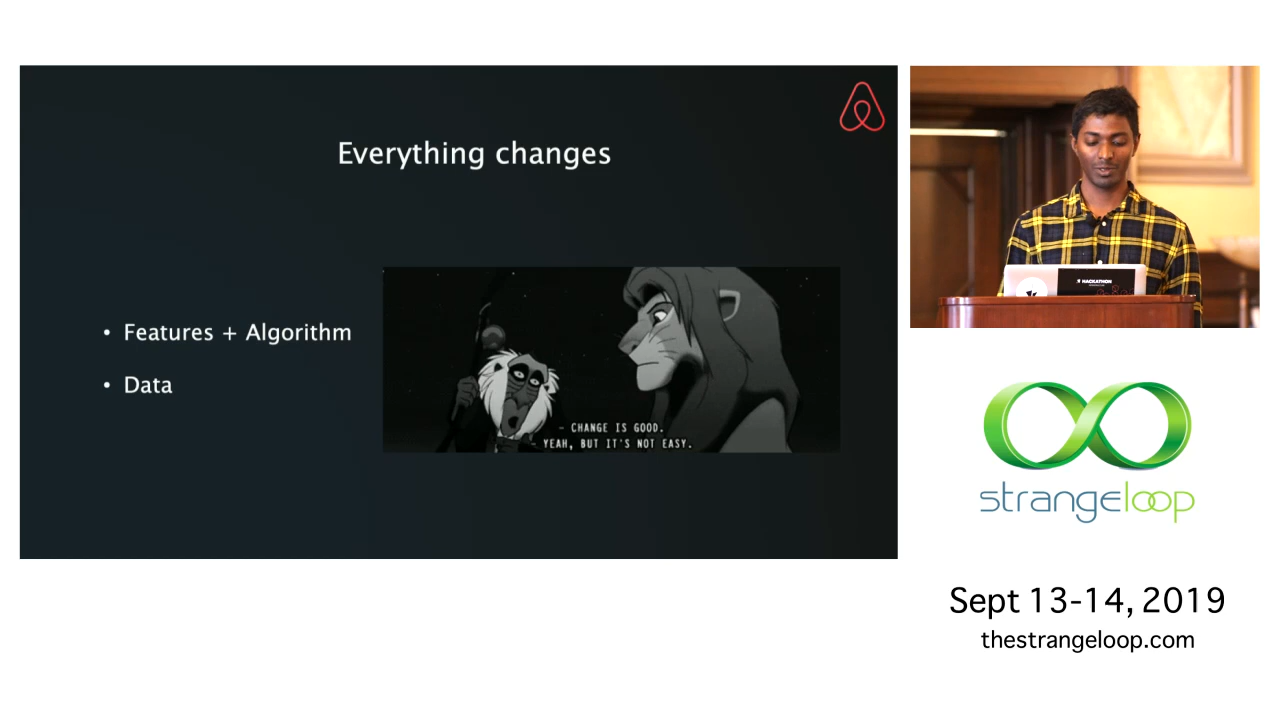 Everything changes
• Features + Algorithm
• Data
- CHANGE IS GOOD.
- YEAH, BUT IT'S NOT EASY.
HACKATHON
strangeloop
Sept 13-14, 2019
thestrangeloop.com